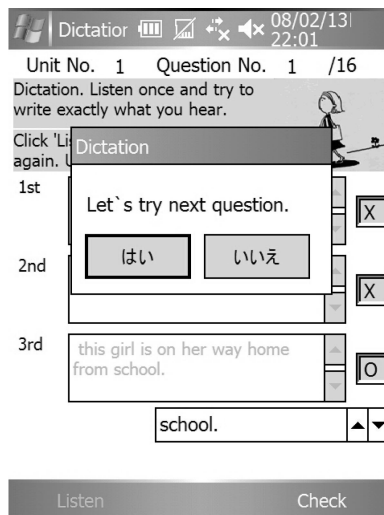 Dictation 08/02/13
22:01
Unit No. 1 Question No. 1 /16
Dictation. Listen once and try to
write exactly what you hear.
Click 'Li
again. U
Dictation
Let`s try next question.
はい いいえ
1st
X
2nd
X
3rd
this girl is on her way home
from school.
O
school.
Listen Check